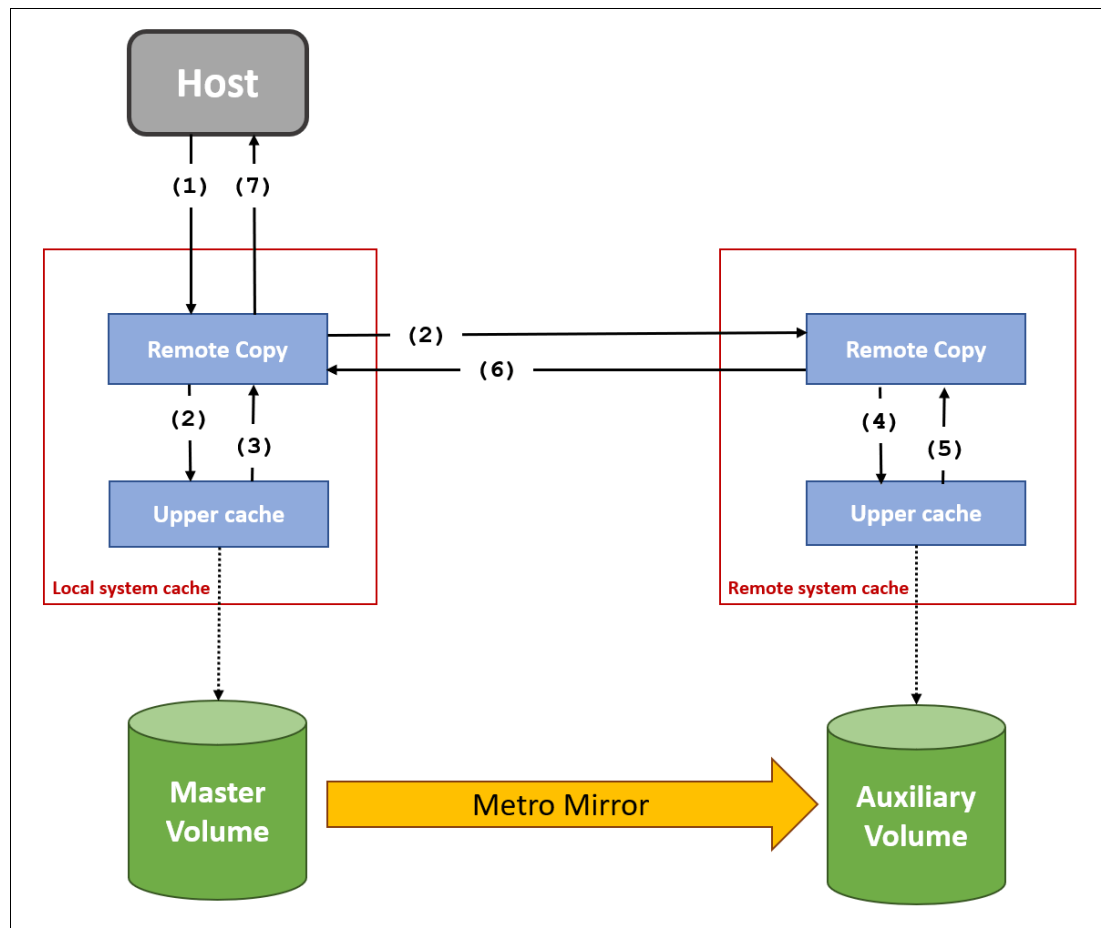 Host
(1)
(7)
Remote Copy
(2)
(6)
Remote Copy
(2)
(3)
(4)
(5)
Upper cache
Upper cache
Local system cache
Remote system cache
Master
Volume
Metro Mirror
Auxiliary
Volume